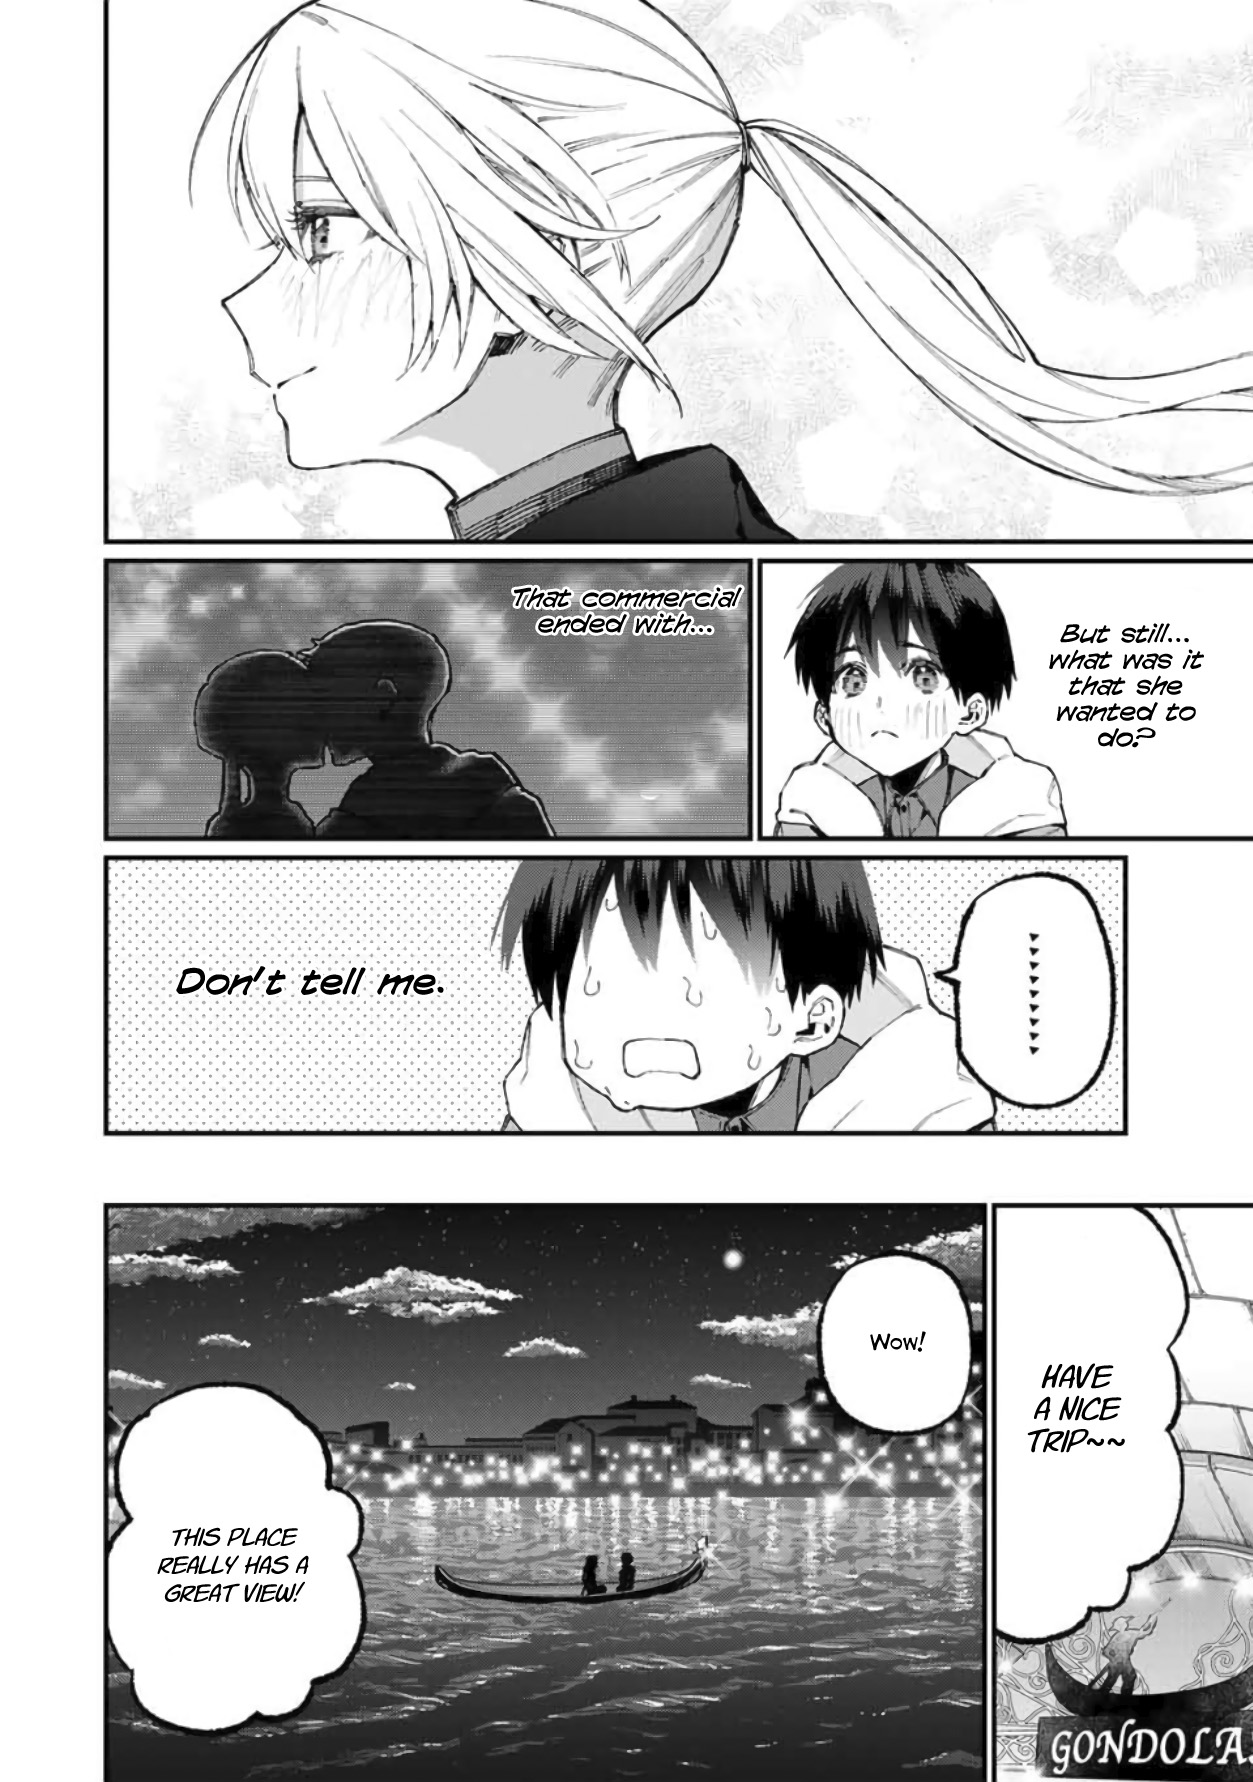 But still...
what was it
that she
wanted to
do?
That commercial
ended with...
Don't tell me.
HAVE
A NICE
TRIP~~
GONDOLA
Wow!
THIS PLACE
REALLY HAS A
GREAT VIEW!